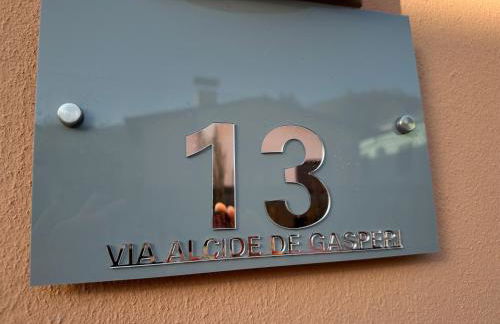 13
VIA ALCIDE DE GASPERI